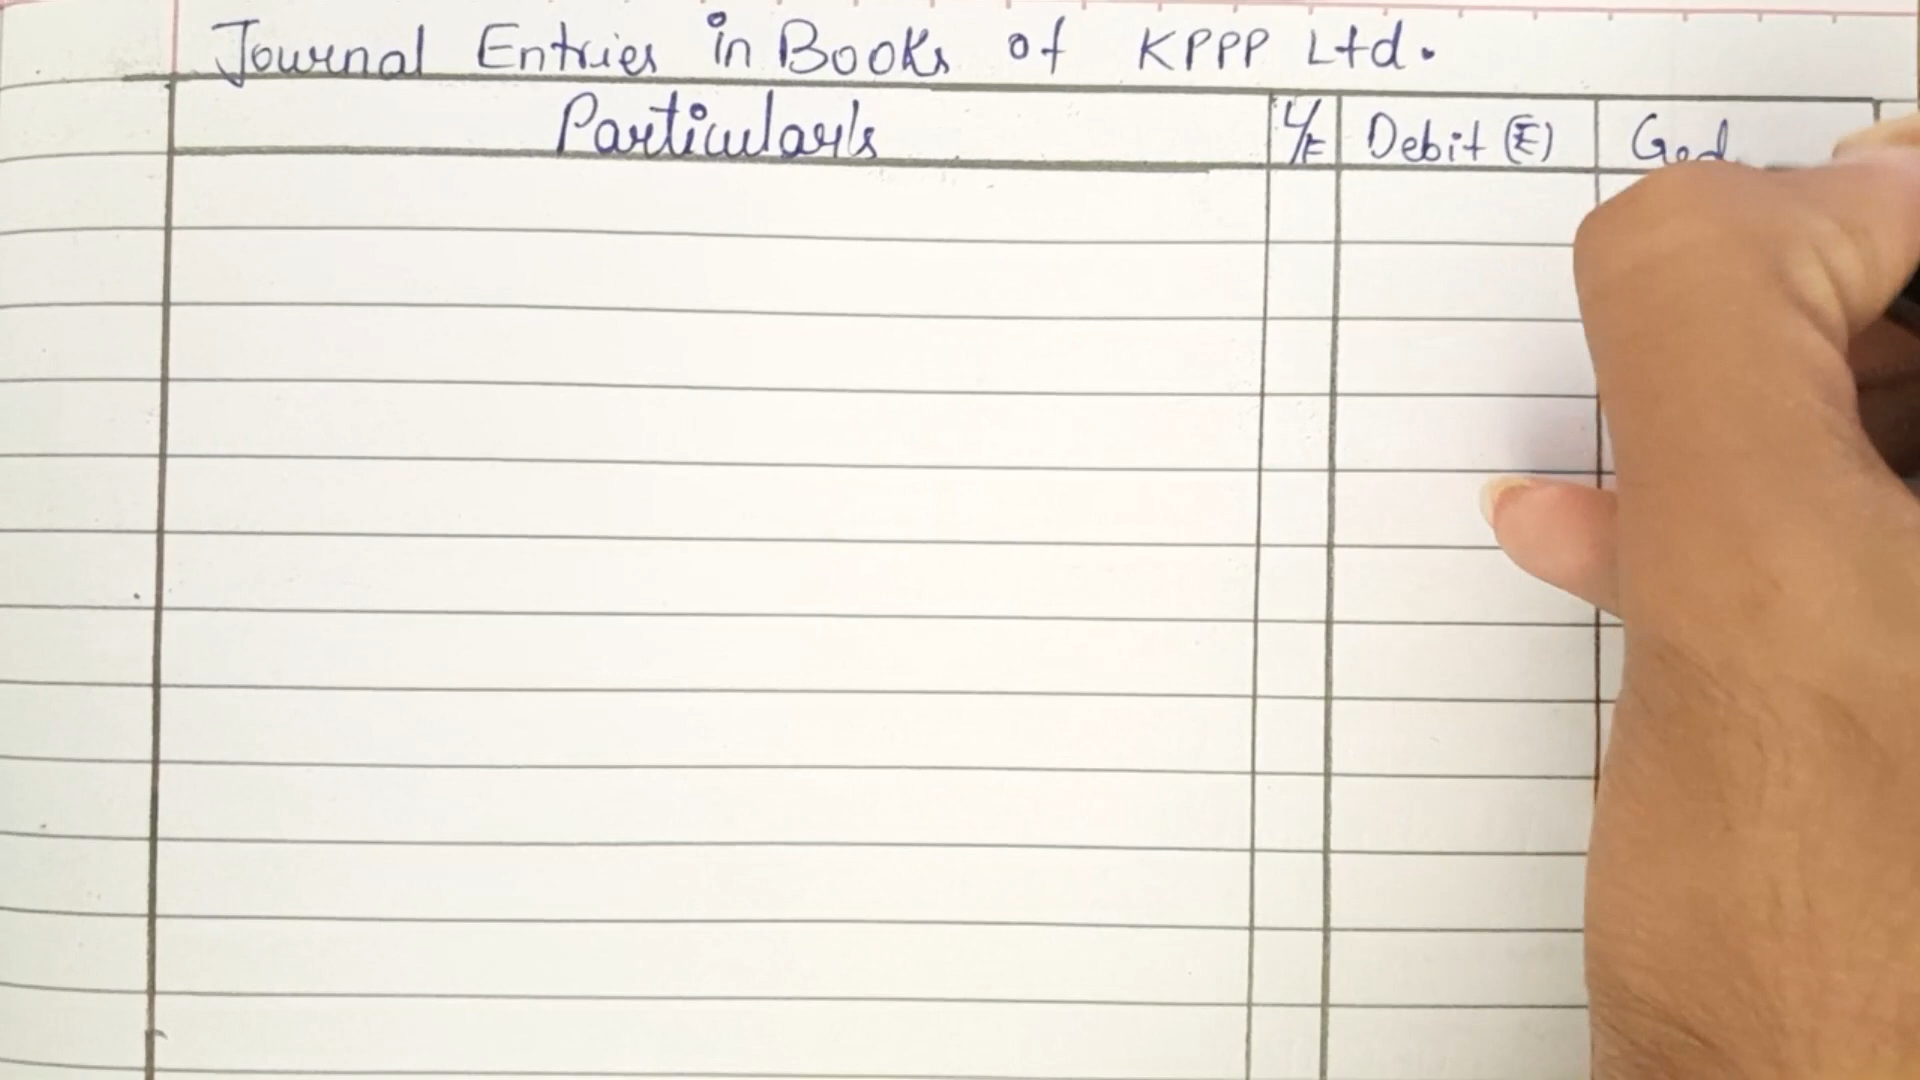 Journal Entries in Books of KPPP Ltd.
Particulars L/F Debit (₹)